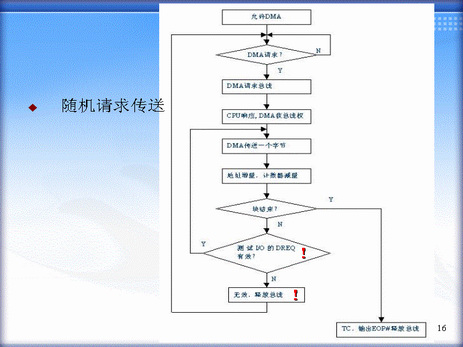 允许DMA
DMA请求?
N
Y
DMA请求总线
随机请求传送
CPU响应,DMA获总线权
DMA传送一个字节
地址增量、计数器减量
块结束?
Y
N
测试I/O的DREQ
有效?
Y
N
无效、释放总线
TC、输出EOP#释放总线
16